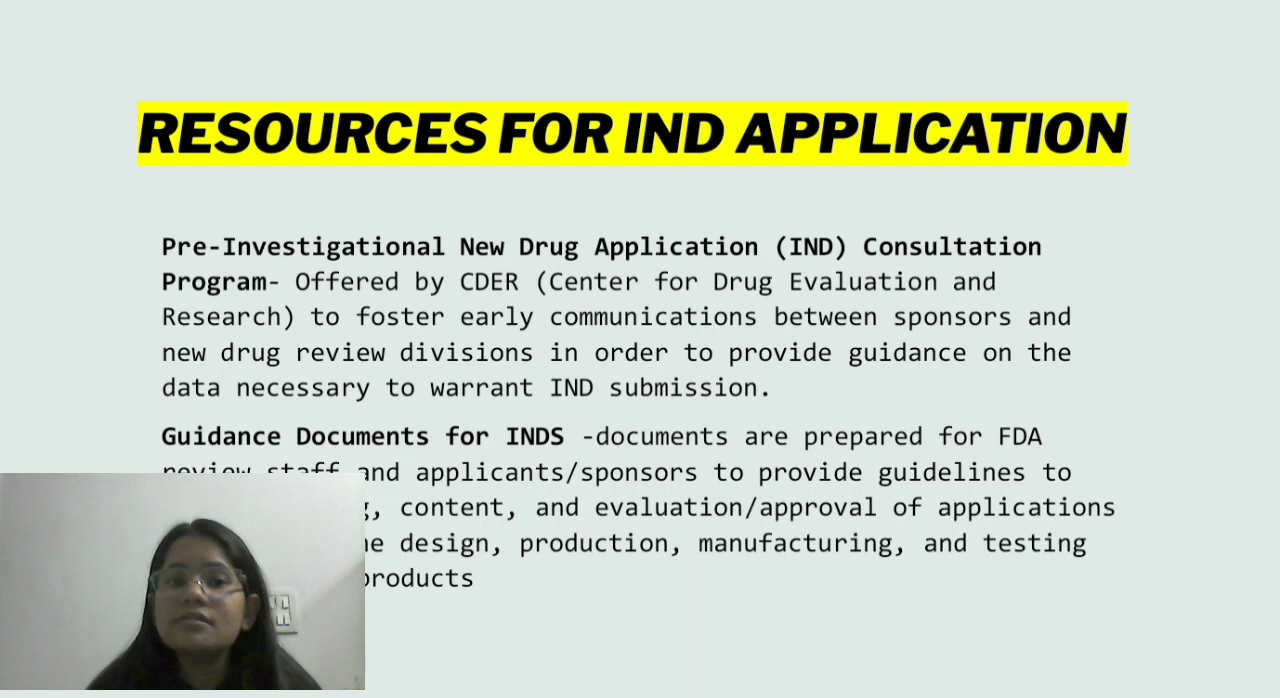 RESOURCES FOR IND APPLICATION
Pre-Investigational New Drug Application (IND) Consultation
Program- Offered by CDER (Center for Drug Evaluation and
Research) to foster early communications between sponsors and
new drug review divisions in order to provide guidance on the
data necessary to warrant IND submission.
Guidance Documents for INDS -documents are prepared for FDA
review staff and applicants/sponsors to provide guidelines to
, content, and evaluation/approval of applications
design, production, manufacturing, and testing
products